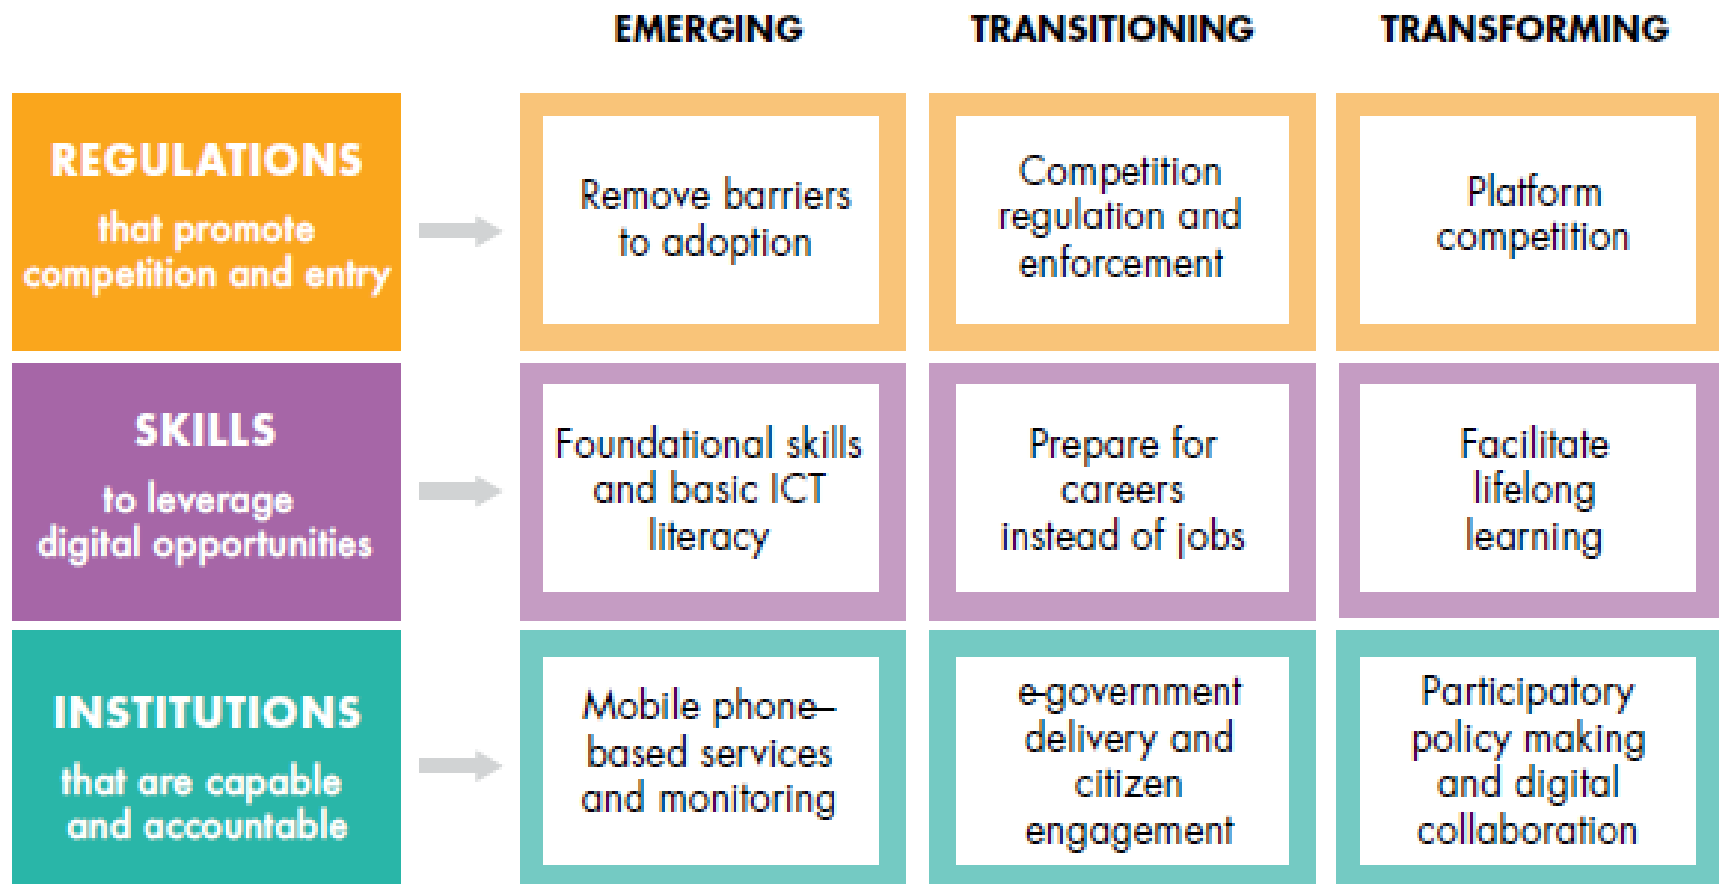 EMERGING
TRANSITIONING
TRANSFORMING
REGULATIONS
that promote
competition and entry
Remove barriers
to adoption
Competition
regulation and
enforcement
Platform
competition
SKILLS
to leverage
digital opportunities
Foundational skills
and basic ICT
literacy
Prepare for
careers
instead of jobs
Facilitate
lifelong
learning
INSTITUTIONS
that are capable
and accountable
Mobile phone–
based services
and monitoring
e-government
delivery and
citizen
engagement
Participatory
policy making
and digital
collaboration